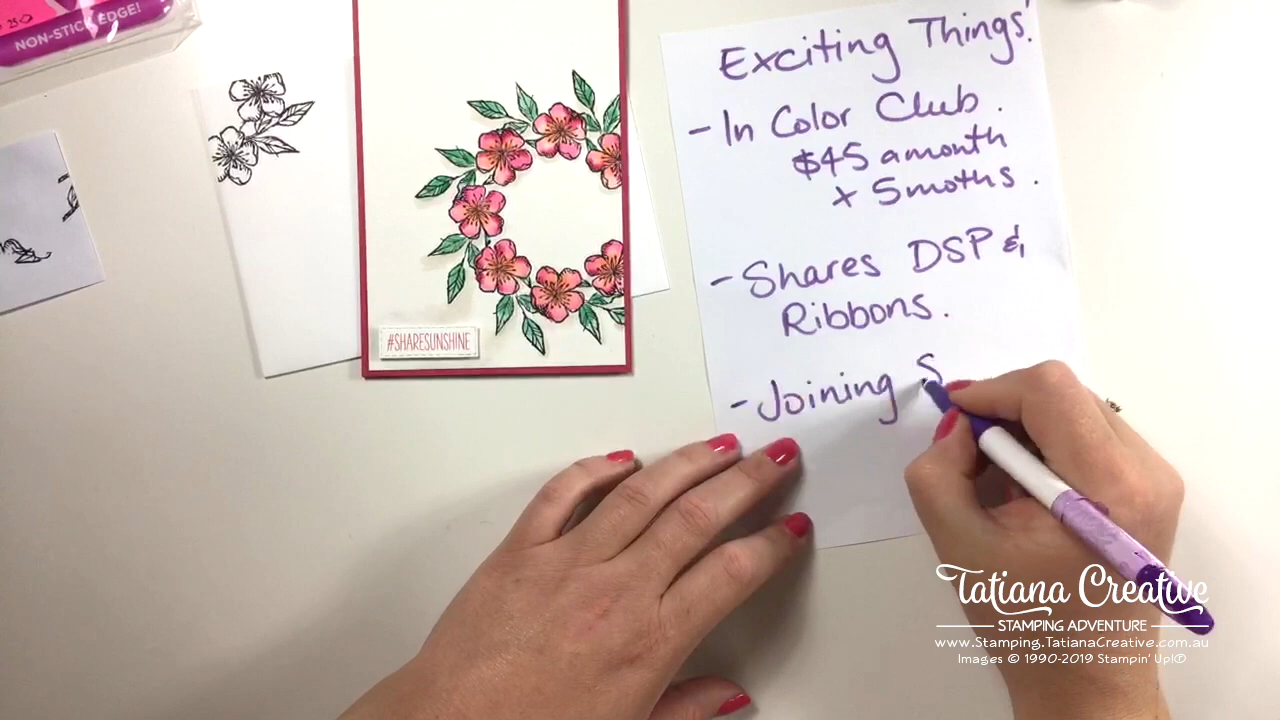 NON-STICK EDGE!
Exciting Things!
- In Color Club.
$45 a month
x 5 moths.
- Shares DSP &
Ribbons.
- Joining S
#SHARESUNSHINE
Tatiana Creative
STAMPING ADVENTURE
www.Stamping.TatianaCreative.com.au
Images © 1990-2019 Stampin' Up!®